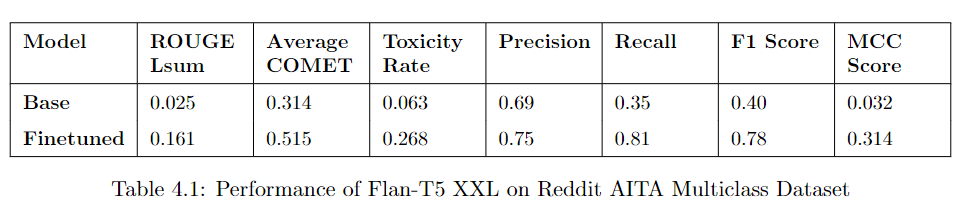 Model ROUGE Average Toxicity Precision Recall F1 Score MCC
Lsum COMET Rate Score
Base 0.025 0.314 0.063 0.69 0.35 0.40 0.032
Finetuned 0.161 0.515 0.268 0.75 0.81 0.78 0.314
Table 4.1: Performance of Flan-T5 XXL on Reddit AITA Multiclass Dataset